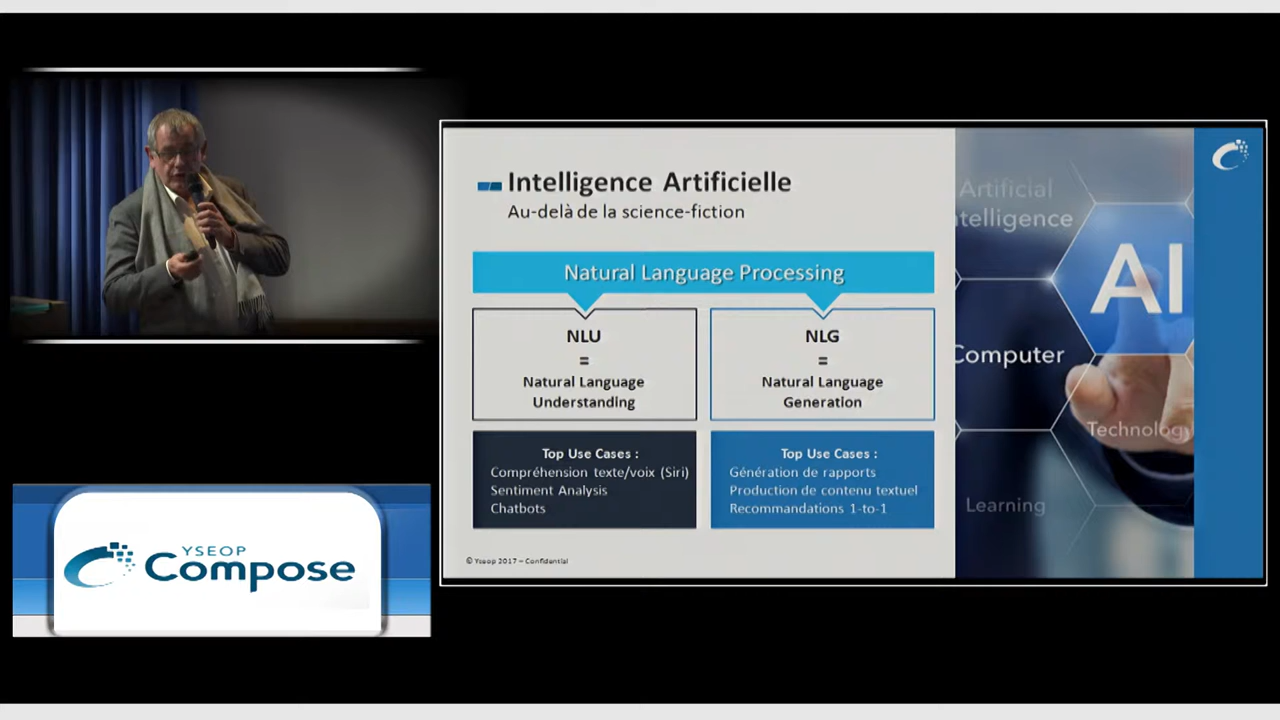 Intelligence Artificielle
Au-delà de la science-fiction
Natural Language Processing
NLU
=
Natural Language
Understanding
NLG
=
Natural Language
Generation
Top Use Cases :
Compréhension texte/voix (Siri)
Sentiment Analysis
Chatbots
Top Use Cases :
Génération de rapports
Production de contenu textuel
Recommandations 1-to-1
© Yseop 2017 – Confidential
Artificial
ntelligence
AI
Computer
Technology
Learning
YSEOP
Compose